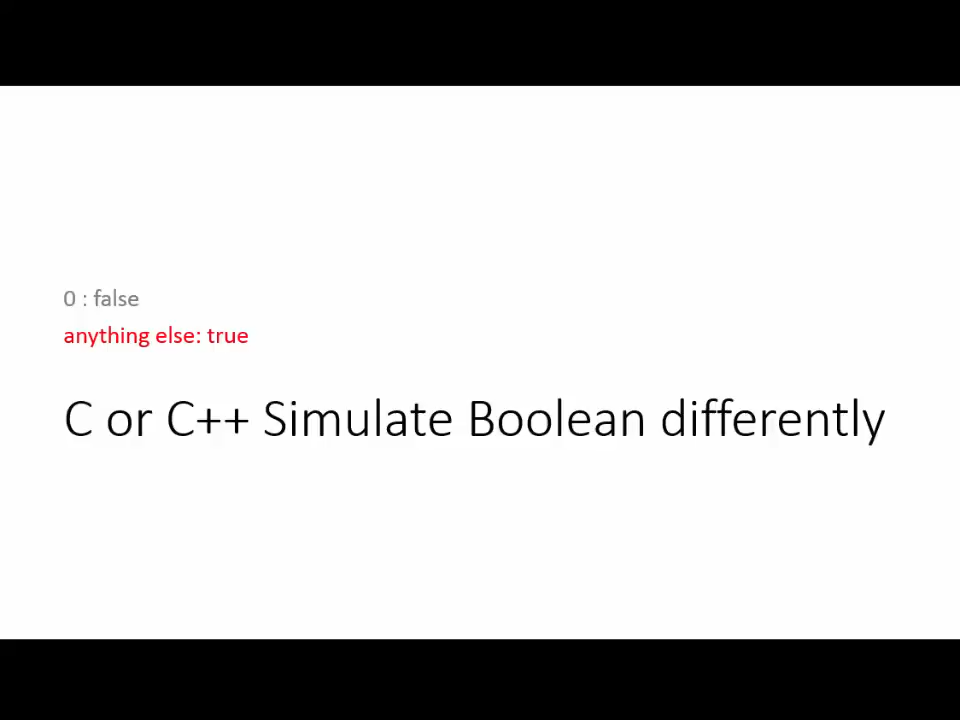 0 : false
anything else: true
C or C++ Simulate Boolean differently